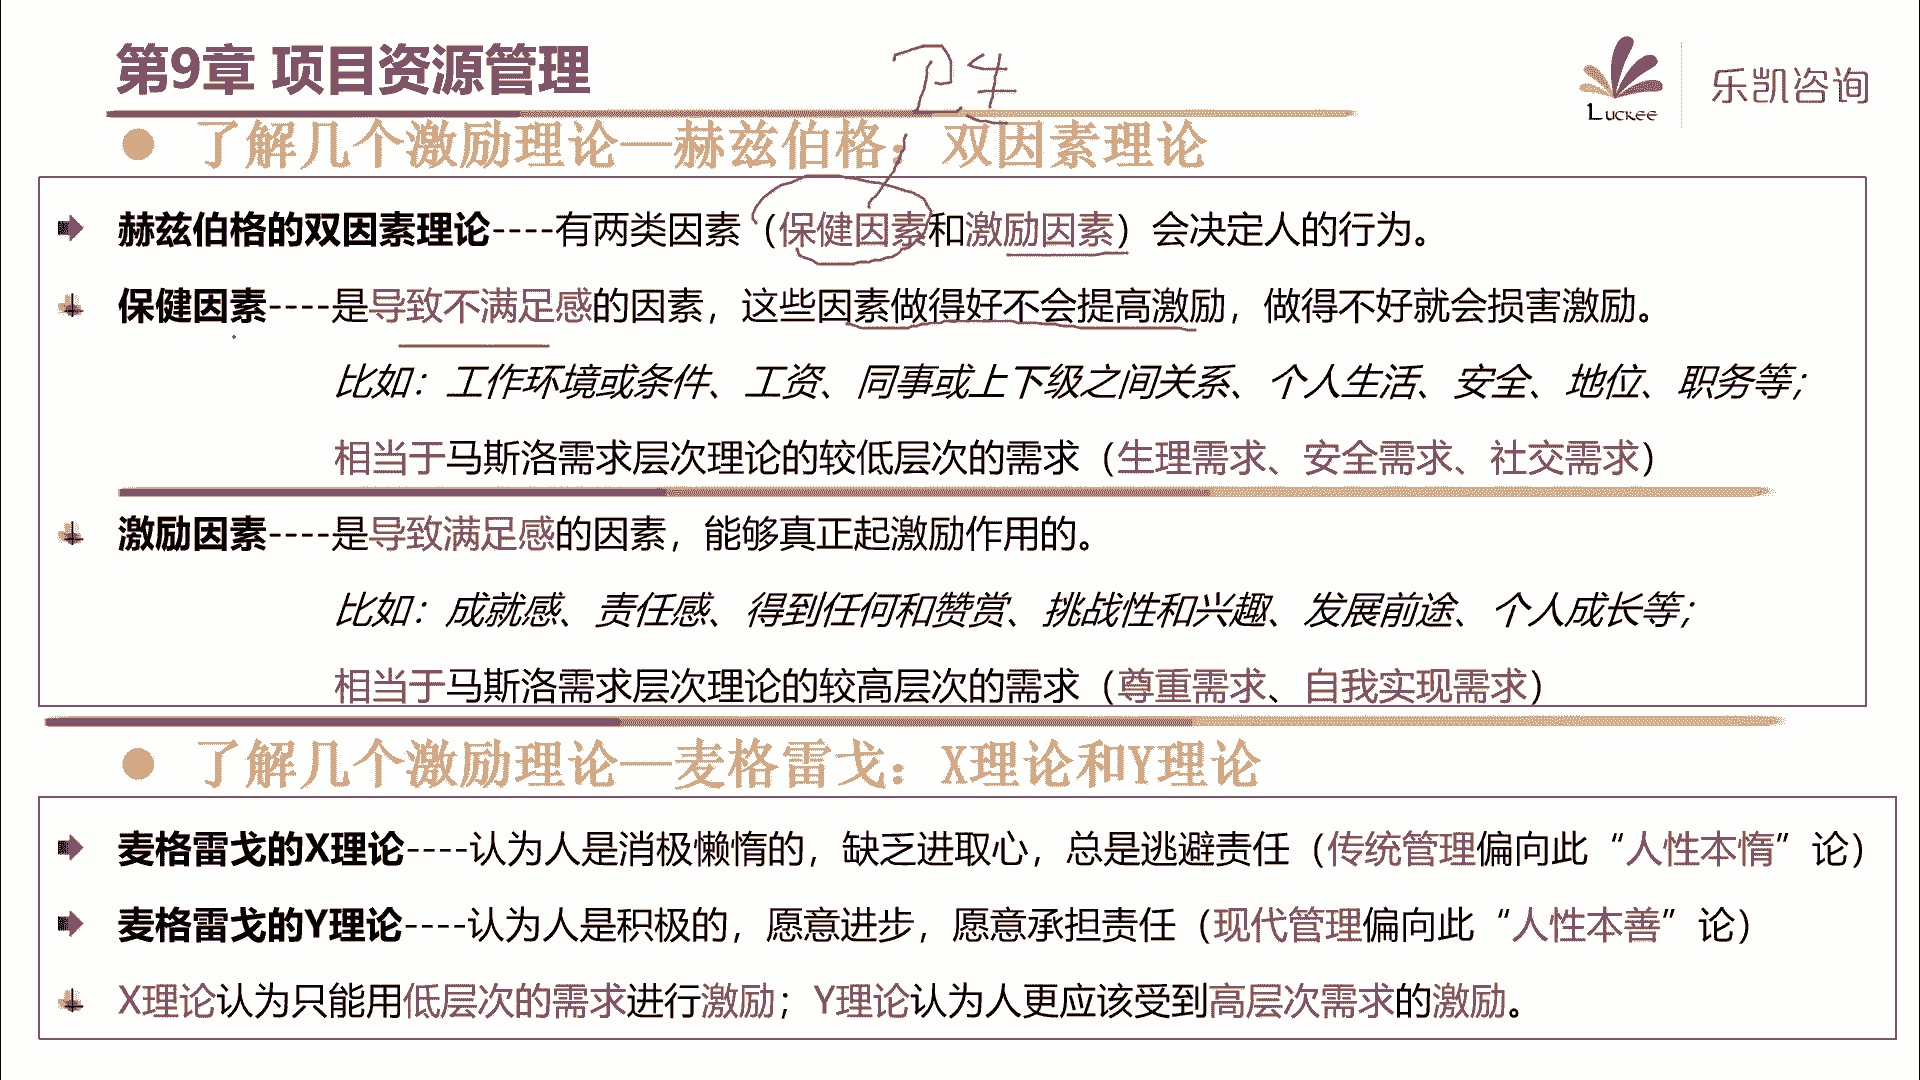 第9章 项目资源管理
卫生
Luckee
乐凯咨询
了解几个激励理论—赫兹伯格：双因素理论
赫兹伯格的双因素理论----有两类因素（保健因素和激励因素）会决定人的行为。
保健因素----是导致不满足感的因素，这些因素做得好不会提高激励，做得不好就会损害激励。
比如：工作环境或条件、工资、同事或上下级之间关系、个人生活、安全、地位、职务等；
相当于马斯洛需求层次理论的较低层次的需求（生理需求、安全需求、社交需求）
激励因素----是导致满足感的因素，能够真正起激励作用的。
比如：成就感、责任感、得到任何和赞赏、挑战性和兴趣、发展前途、个人成长等；
相当于马斯洛需求层次理论的较高层次的需求（尊重需求、自我实现需求）
了解几个激励理论—麦格雷戈：X理论和Y理论
麦格雷戈的X理论----认为人是消极懒惰的，缺乏进取心，总是逃避责任（传统管理偏向此“人性本惰”论）
麦格雷戈的Y理论----认为人是积极的，愿意进步，愿意承担责任（现代管理偏向此“人性本善”论）
X理论认为只能用低层次的需求进行激励；Y理论认为人更应该受到高层次需求的激励。